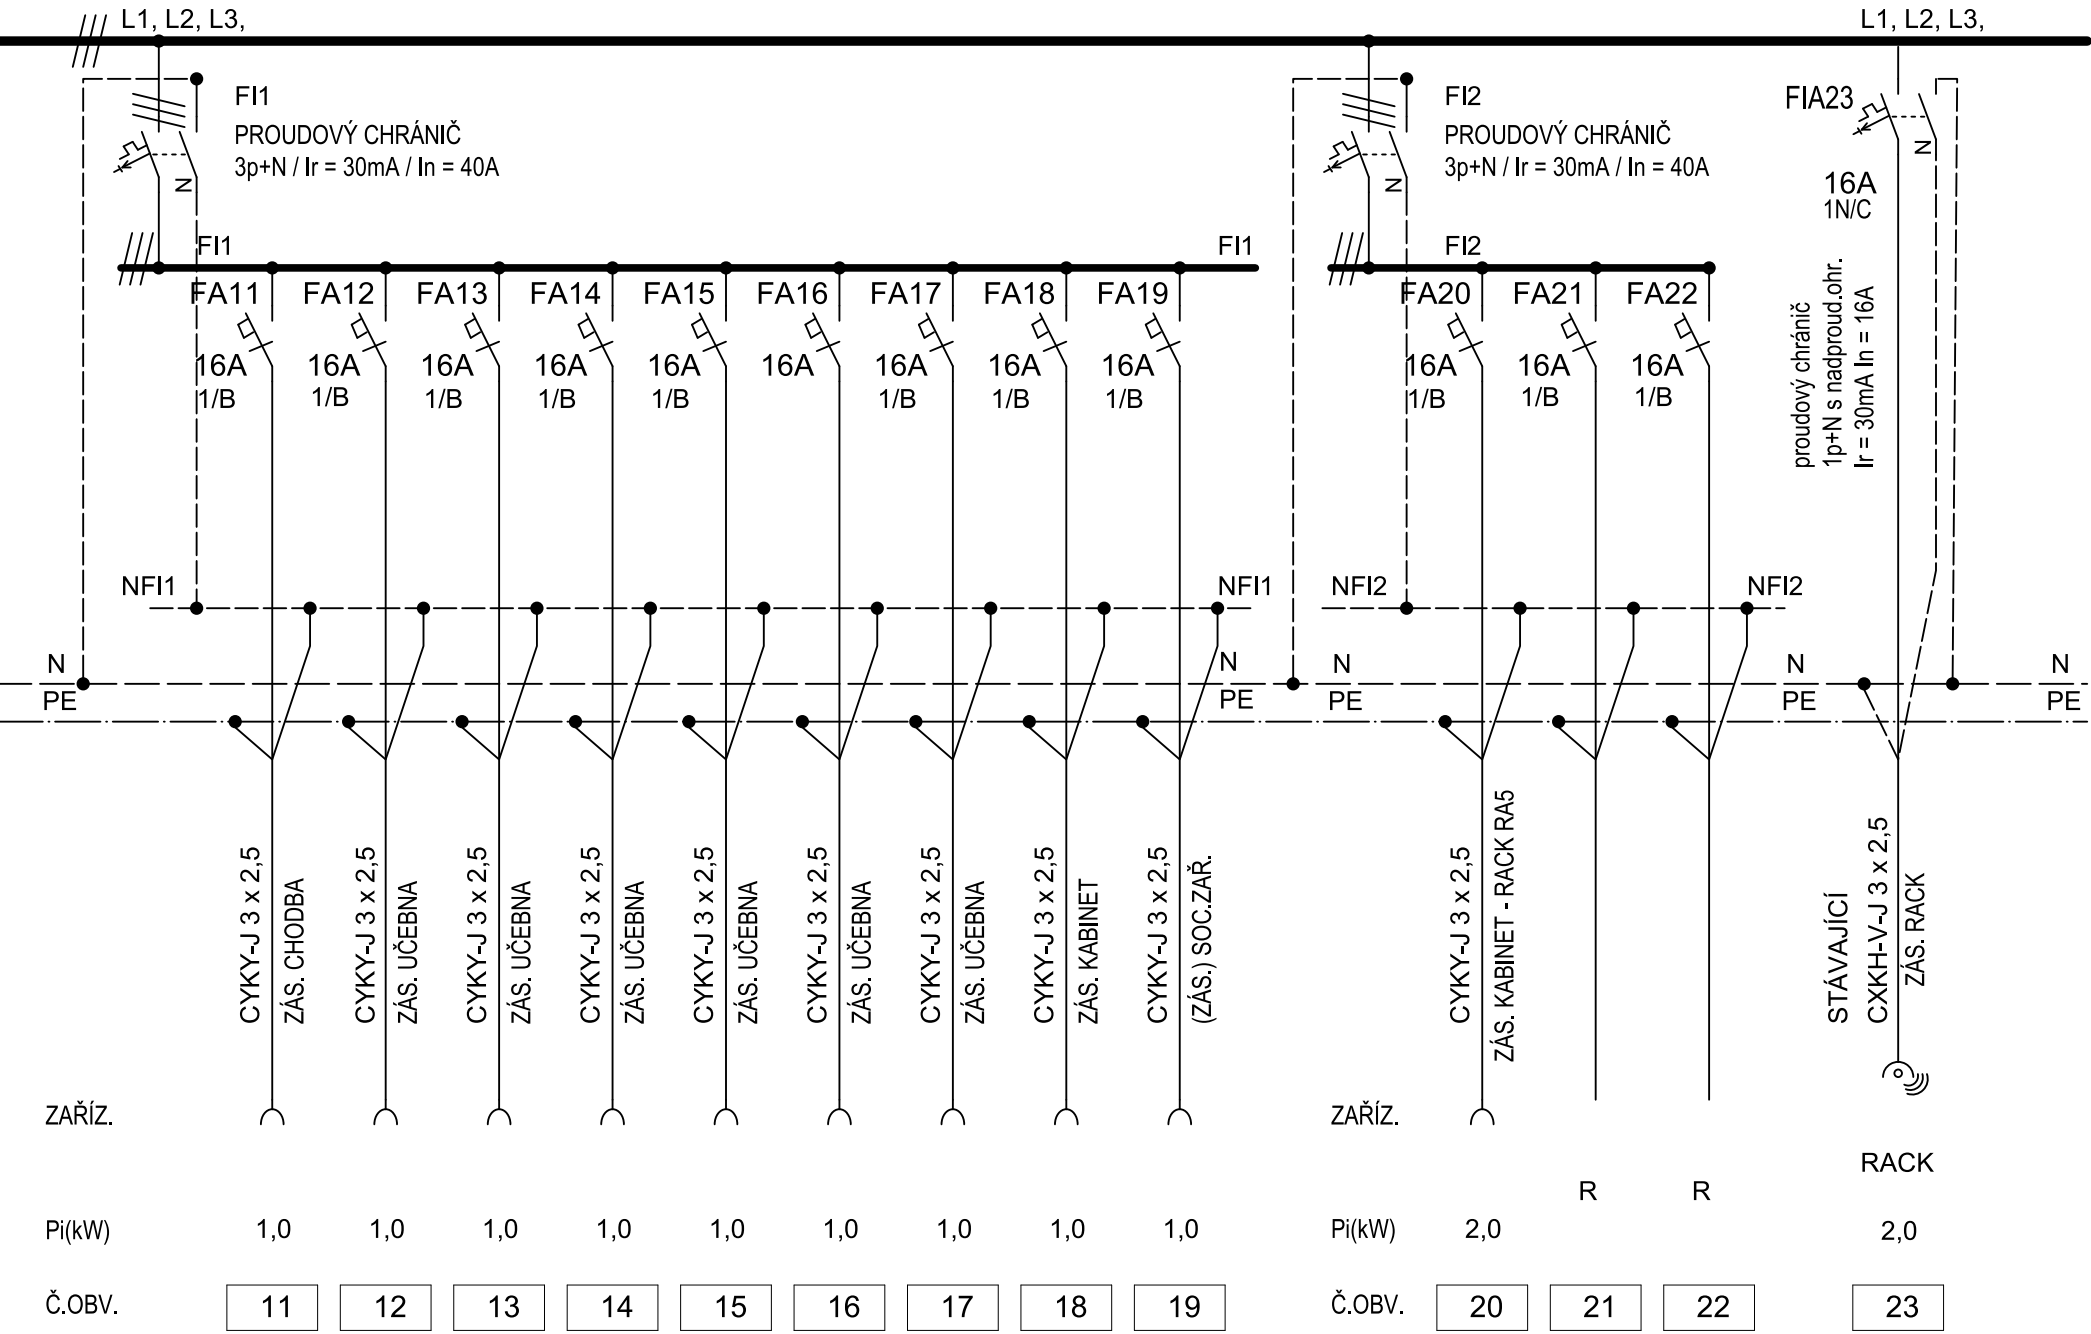 L1, L2, L3,
L1, L2, L3,
FI1
PROUDOVÝ CHRÁNIČ
3p+N / Ir = 30mA / In = 40A
N
FI2
PROUDOVÝ CHRÁNIČ
3p+N / Ir = 30mA / In = 40A
N
FIA23
N
16A
1N/C
proudový chránič
1p+N s nadproud.ohr.
Ir = 30mA In = 16A
FI1
FI1
FI2
FA11
FA12
FA13
FA14
FA15
FA16
FA17
FA18
FA19
FA20
FA21
FA22
16A
16A
16A
16A
16A
16A
16A
16A
16A
16A
16A
16A
1/B
1/B
1/B
1/B
1/B
1/B
1/B
1/B
1/B
1/B
1/B
NFI1
NFI1
NFI2
NFI2
N
N
N
N
N
PE
PE
PE
PE
PE
CYKY-J 3 x 2,5
ZÁS. CHODBA
CYKY-J 3 x 2,5
ZÁS. UČEBNA
CYKY-J 3 x 2,5
ZÁS. UČEBNA
CYKY-J 3 x 2,5
ZÁS. UČEBNA
CYKY-J 3 x 2,5
ZÁS. UČEBNA
CYKY-J 3 x 2,5
ZÁS. UČEBNA
CYKY-J 3 x 2,5
ZÁS. UČEBNA
CYKY-J 3 x 2,5
ZÁS. KABINET
CYKY-J 3 x 2,5
(ZÁS.) SOC.ZAŘ.
CYKY-J 3 x 2,5
ZÁS. KABINET - RACK RA5
STÁVAJÍCÍ
CXKH-V-J 3 x 2,5
ZÁS. RACK
ZAŘÍZ.
ZAŘÍZ.
RACK
R
R
Pi(kW)
1,0
1,0
1,0
1,0
1,0
1,0
1,0
1,0
1,0
Pi(kW)
2,0
2,0
Č.OBV.
11
12
13
14
15
16
17
18
19
Č.OBV.
20
21
22
23